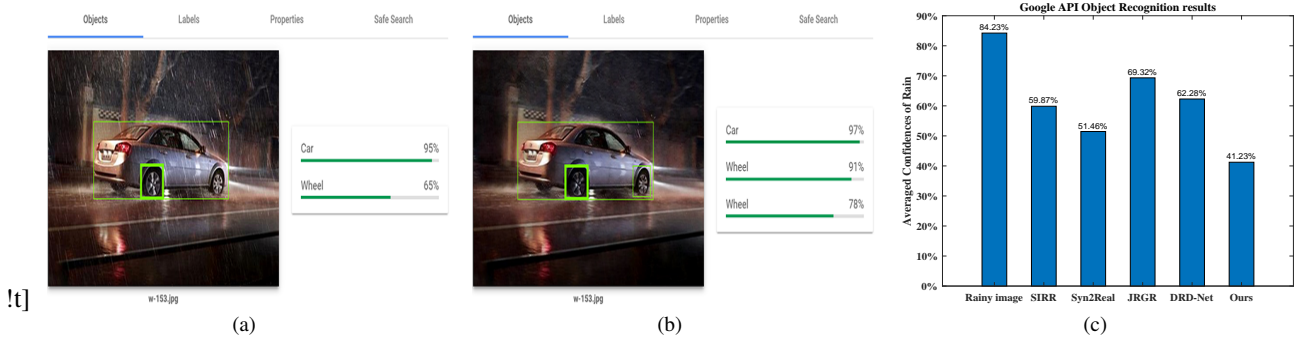 Objects Labels Properties Safe Search
Car 95%
Wheel 65%
w-153.jpg
!t]
(a)
Objects Labels Properties Safe Search
Car 97%
Wheel 91%
Wheel 78%
w-153.jpg
(b)
Google API Object Recognition results
Averaged Confidences of Rain
90%
80%
70%
60%
50%
40%
30%
20%
10%
0%
84.23%
59.87%
51.46%
69.32%
62.28%
41.23%
Rainy image SIRR Syn2Real JRGR DRD-Net Ours
(c)